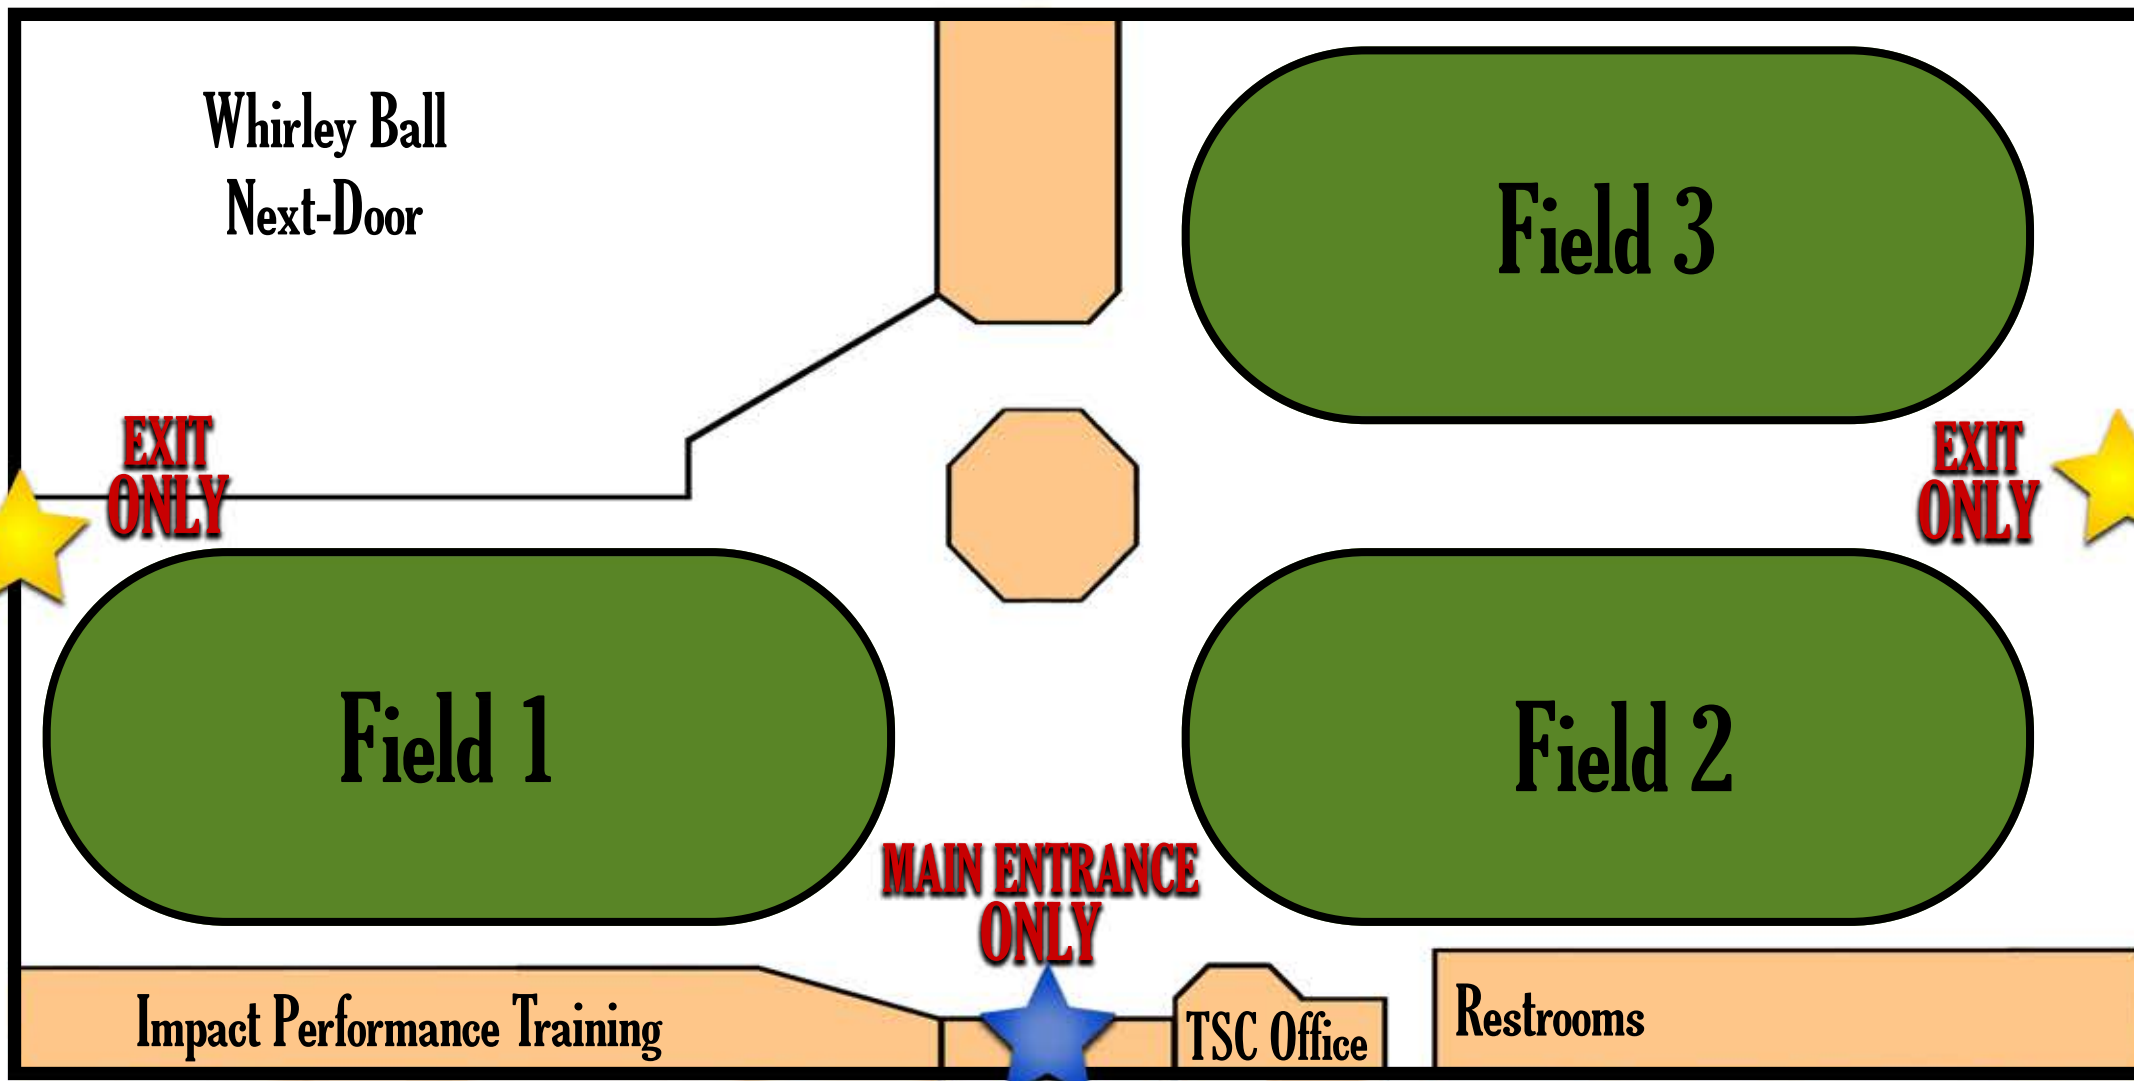 Whirley Ball
Next-Door
Field 3
EXIT
ONLY
EXIT
ONLY
Field 1
Field 2
MAIN ENTRANCE
ONLY
Impact Performance Training
TSC Office
Restrooms